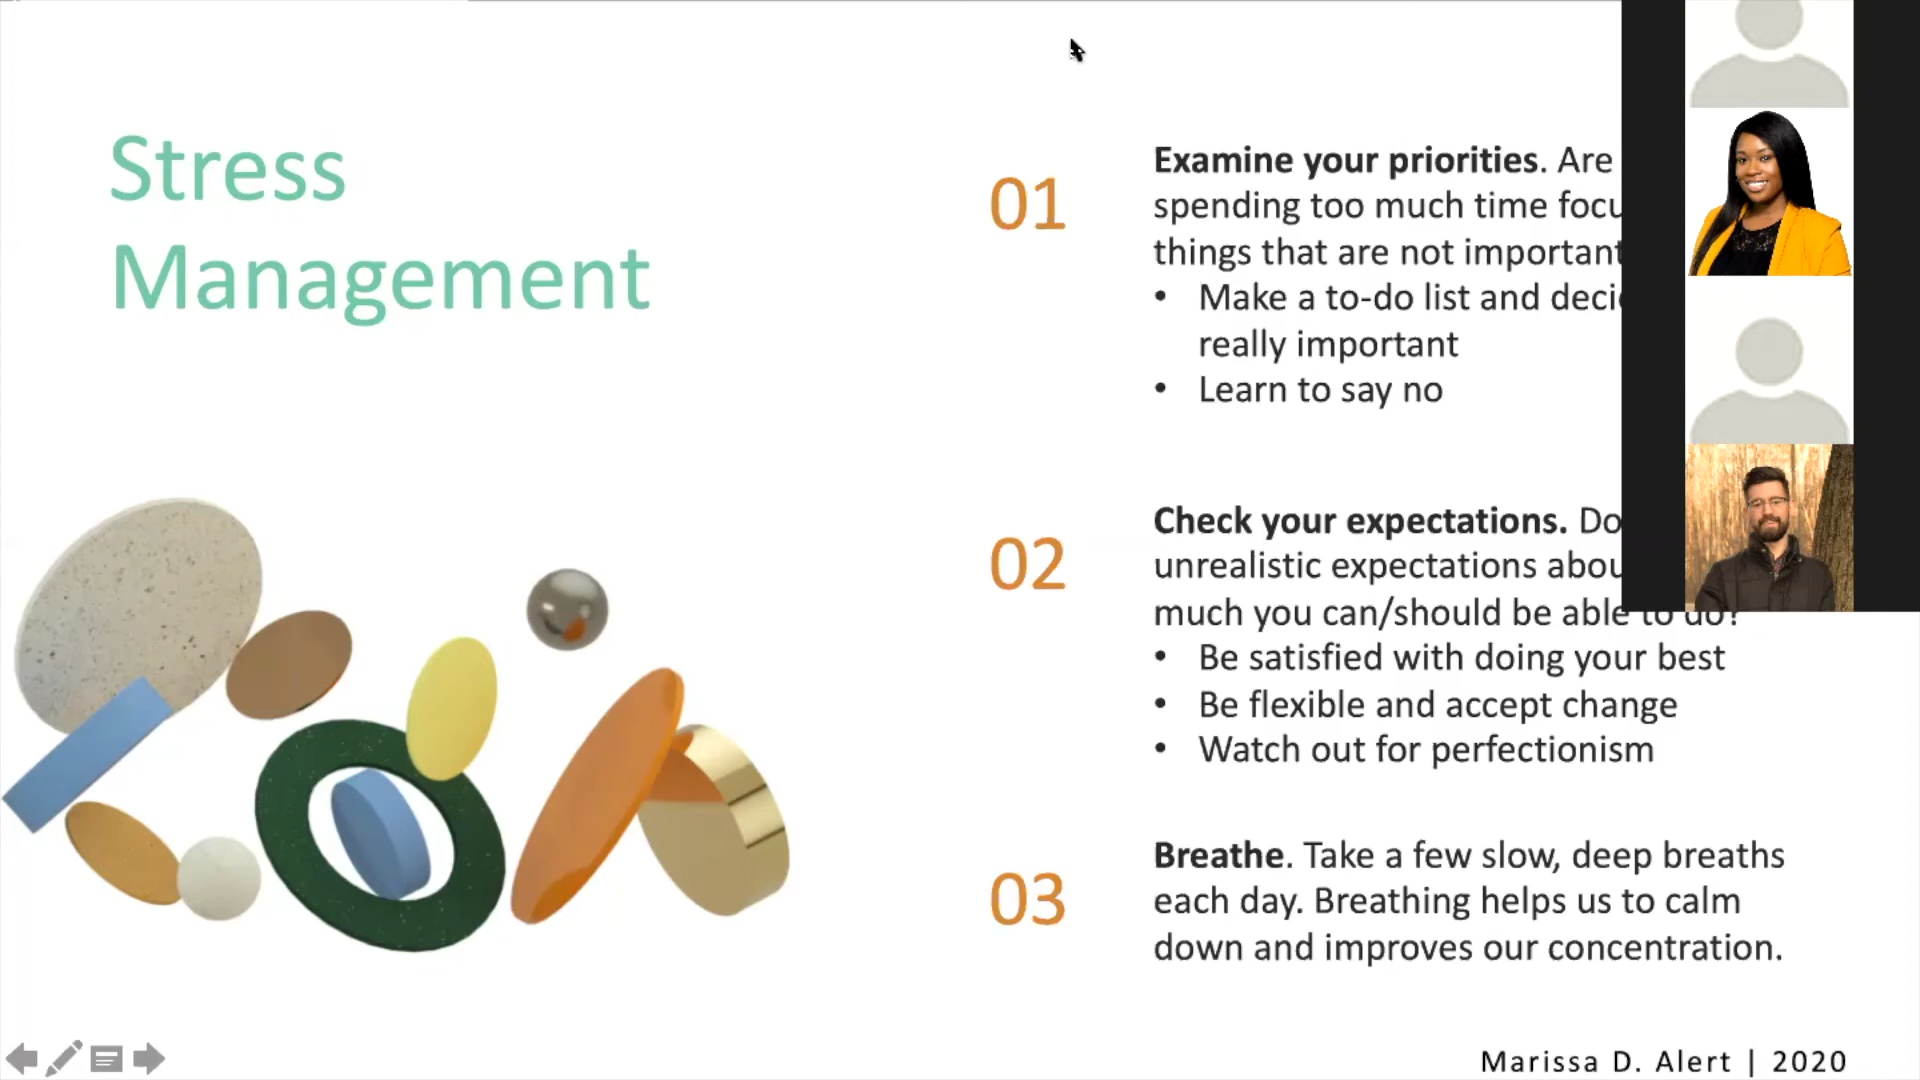 Stress
Management
01
Examine your priorities. Are
spending too much time
things that are not important
• Make a to-do list and
really important
• Learn to say no
02
Check your expectations. Do
unrealistic expectations
much you can/should be able to do?
• Be satisfied with doing your best
• Be flexible and accept change
• Watch out for perfectionism
03
Breathe. Take a few slow, deep breaths
each day. Breathing helps us to calm
down and improves our concentration.
Marissa D. Alert | 2020